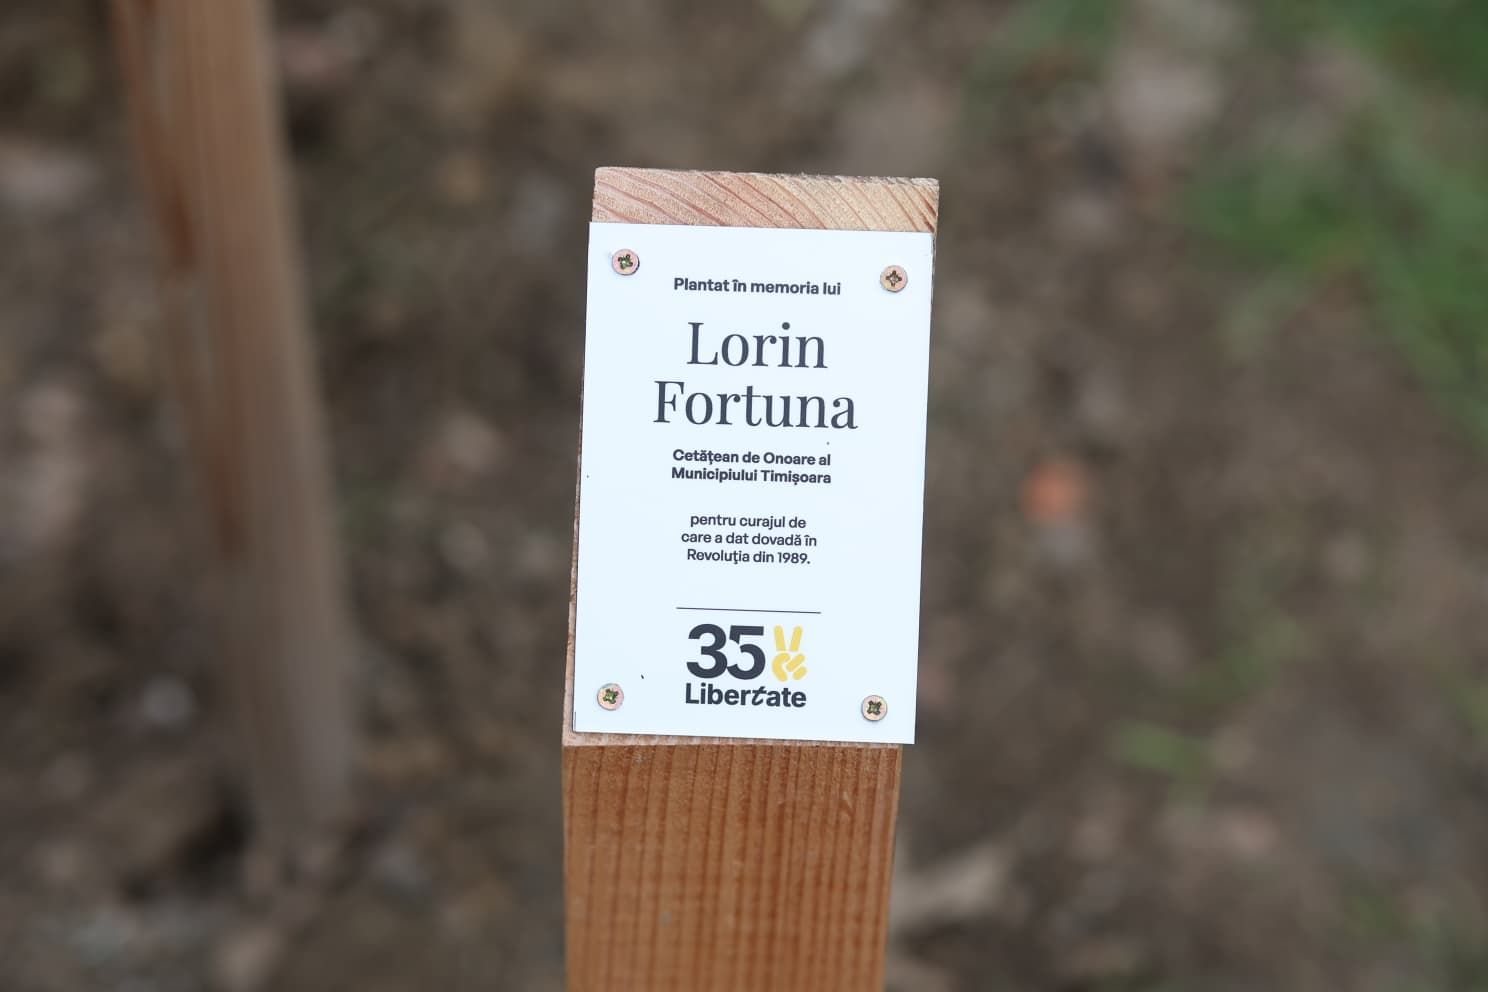 Plantat în memoria lui
Lorin
Fortuna
Cetățean de Onoare al
Municipiului Timișoara
pentru curajul de
care a dat dovadă în
Revoluția din 1989.
35
Libertate